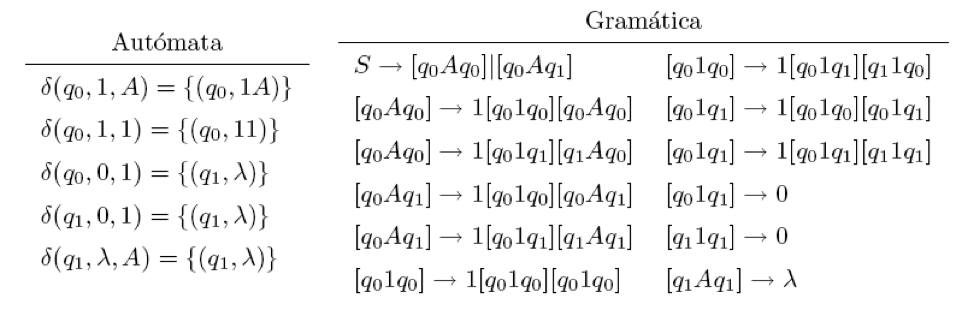 Autómata
δ(q₀, 1, A) = {(q₀, 1A)}
δ(q₀, 1, 1) = {(q₀, 11)}
δ(q₀, 0, 1) = {(q₁, λ)}
δ(q₁, 0, 1) = {(q₁, λ)}
δ(q₁, λ, A) = {(q₁, λ)}
Gramática
S → [q₀Aq₀]|[q₀Aq₁]
[q₀Aq₀] → 1[q₀1q₀][q₀Aq₀]
[q₀Aq₀] → 1[q₀1q₁][q₁Aq₀]
[q₀Aq₁] → 1[q₀1q₀][q₀Aq₁]
[q₀Aq₁] → 1[q₀1q₁][q₁Aq₁]
[q₀1q₀] → 1[q₀1q₀][q₀1q₀]
[q₀1q₀] → 1[q₀1q₁][q₁1q₀]
[q₀1q₁] → 1[q₀1q₀][q₀1q₁]
[q₀1q₁] → 1[q₀1q₁][q₁1q₁]
[q₀1q₁] → 0
[q₁1q₁] → 0
[q₁Aq₁] → λ